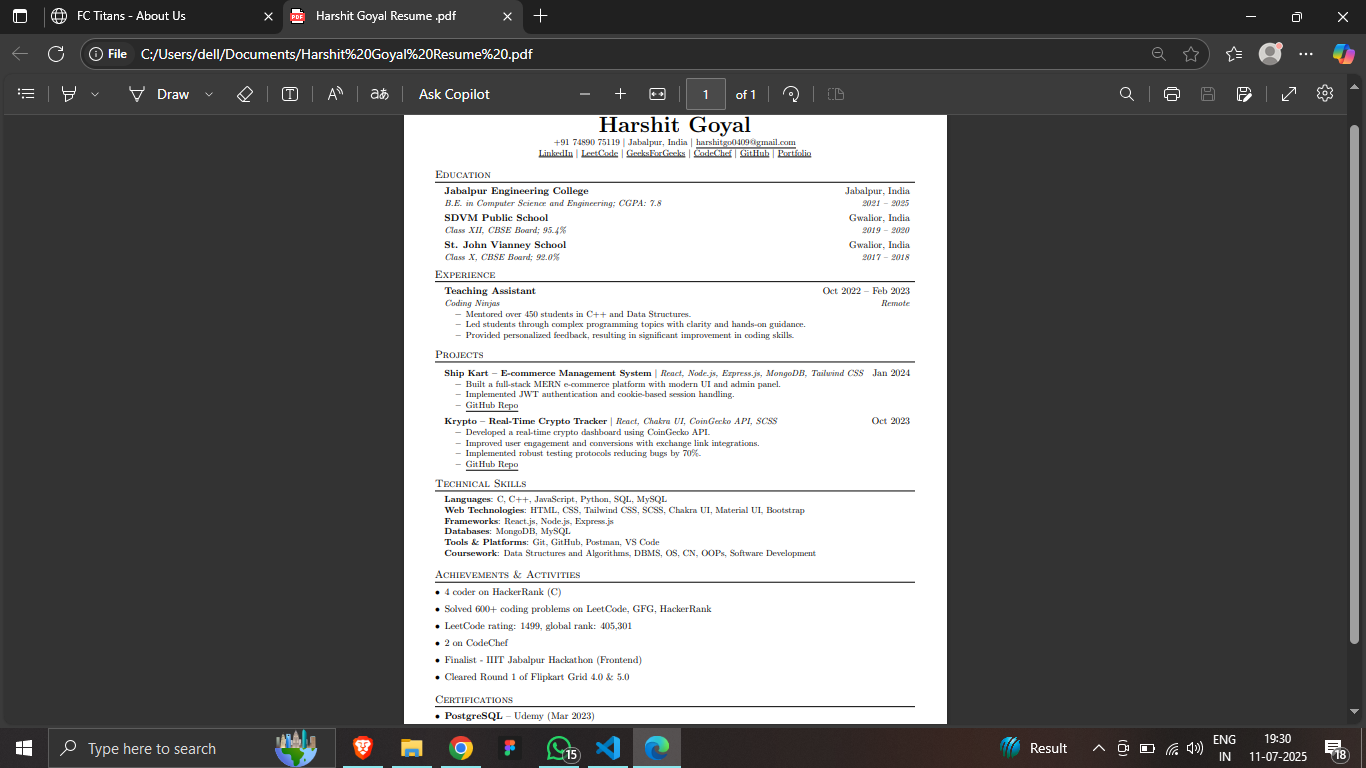 FC Titans - About Us
Harshit Goyal Resume .pdf
File
C:/Users/dell/Documents/Harshit%20Goyal%20Resume%20.pdf
Draw
Ask Copilot
1
of 1
Harshit Goyal
+91 74890 75119 | Jabalpur, India | harshitgo0409@gmail.com
LinkedIn | LeetCode | GeeksForGeeks | CodeChef | GitHub | Portfolio
Education
Jabalpur Engineering College Jabalpur, India
B.E. in Computer Science and Engineering; CGPA: 7.8 2021 – 2025
SDVM Public School Gwalior, India
Class XII, CBSE Board; 95.4% 2019 – 2020
St. John Vianney School Gwalior, India
Class X, CBSE Board; 92.0% 2017 – 2018
Experience
Teaching Assistant Oct 2022 – Feb 2023
Coding Ninjas Remote
– Mentored over 450 students in C++ and Data Structures.
– Led students through complex programming topics with clarity and hands-on guidance.
– Provided personalized feedback, resulting in significant improvement in coding skills.
Projects
Ship Kart – E-commerce Management System | React, Node.js, Express.js, MongoDB, Tailwind CSS Jan 2024
– Built a full-stack MERN e-commerce platform with modern UI and admin panel.
– Implemented JWT authentication and cookie-based session handling.
– GitHub Repo
Krypto – Real-Time Crypto Tracker | React, Chakra UI, CoinGecko API, SCSS Oct 2023
– Developed a real-time crypto dashboard using CoinGecko API.
– Improved user engagement and conversions with exchange link integrations.
– Implemented robust testing protocols reducing bugs by 70%.
– GitHub Repo
Technical Skills
Languages: C, C++, JavaScript, Python, SQL, MySQL
Web Technologies: HTML, CSS, Tailwind CSS, SCSS, Chakra UI, Material UI, Bootstrap
Frameworks: React.js, Node.js, Express.js
Databases: MongoDB, MySQL
Tools & Platforms: Git, GitHub, Postman, VS Code
Coursework: Data Structures and Algorithms, DBMS, OS, CN, OOPs, Software Development
Achievements & Activities
• 4 coder on HackerRank (C)
• Solved 600+ coding problems on LeetCode, GFG, HackerRank
• LeetCode rating: 1499, global rank: 405,301
• 2 on CodeChef
• Finalist - IIIT Jabalpur Hackathon (Frontend)
• Cleared Round 1 of Flipkart Grid 4.0 & 5.0
Certifications
• PostgreSQL – Udemy (Mar 2023)
Type here to search
15
Result
ENG
IN
19:30
11-07-2025
18